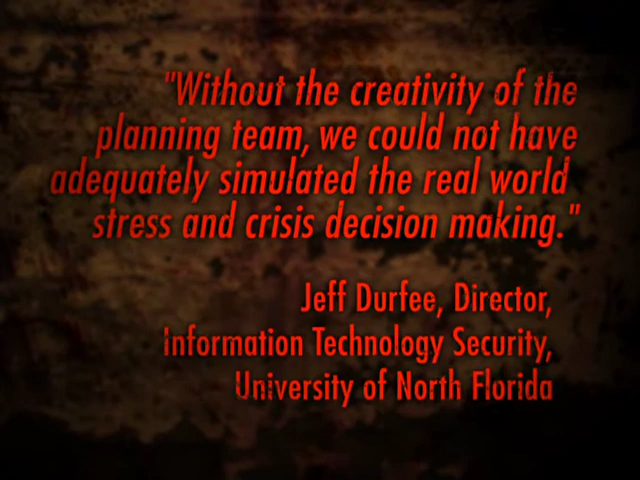 "Without the creativity of the
planning team, we could not have
adequately simulated the real world
stress and crisis decision making."
Jeff Durfee, Director,
Information Technology Security,
University of North Florida